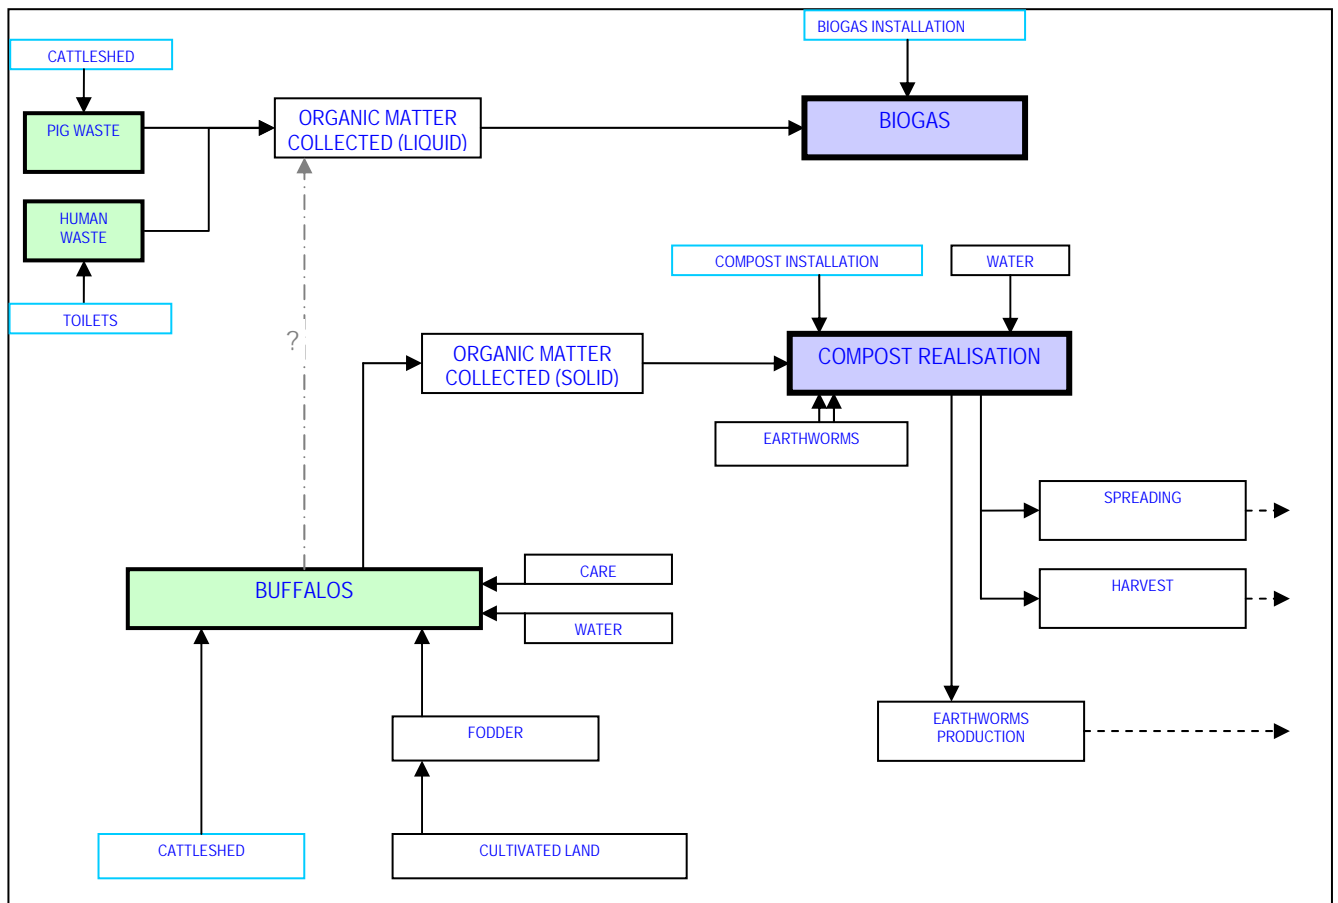 BIOGAS INSTALLATION
CATTLESHED
PIG WASTE
ORGANIC MATTER
COLLECTED (LIQUID)
BIOGAS
HUMAN
WASTE
TOILETS
COMPOST INSTALLATION
WATER
?
ORGANIC MATTER
COLLECTED (SOLID)
COMPOST REALISATION
EARTHWORMS
SPREADING
BUFFALOS
CARE
WATER
HARVEST
FODDER
EARTHWORMS
PRODUCTION
CATTLESHED
CULTIVATED LAND